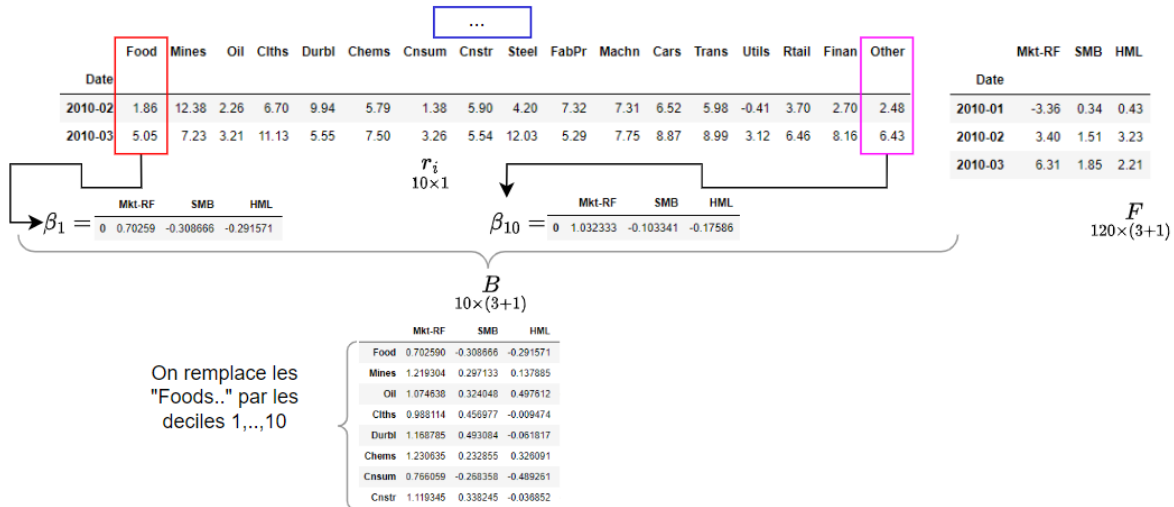 ...
Food Mines Oil Clths Durbl Chems Cnsum Cnstr Steel FabPr Machn Cars Trans Utils Rtail Finan Other
Date
2010-02 1.86 12.38 2.26 6.70 9.94 5.79 1.38 5.90 4.20 7.32 7.31 6.52 5.98 -0.41 3.70 2.70 2.48
2010-03 5.05 7.23 3.21 11.13 5.55 7.50 3.26 5.54 12.03 5.29 7.75 8.87 8.99 3.12 6.46 8.16 6.43
Mkt-RF SMB HML
Date
2010-01 -3.36 0.34 0.43
2010-02 3.40 1.51 3.23
2010-03 6.31 1.85 2.21
r_i
10×1
β_1 =
Mkt-RF SMB HML
0 0.70259 -0.308666 -0.291571
β_10 =
Mkt-RF SMB HML
0 1.032333 -0.103341 -0.17586
F
120×(3+1)
B
10×(3+1)
On remplace les
"Foods.." par les
deciles 1,..,10
Mkt-RF SMB HML
Food 0.702590 -0.308666 -0.291571
Mines 1.219304 0.297133 0.137885
Oil 1.074638 0.324048 0.497612
Clths 0.988114 0.456977 -0.009474
Durbl 1.168785 0.493084 -0.061817
Chems 1.230635 0.232855 0.326091
Cnsum 0.766059 -0.268358 -0.489261
Cnstr 1.119345 0.338245 -0.036852